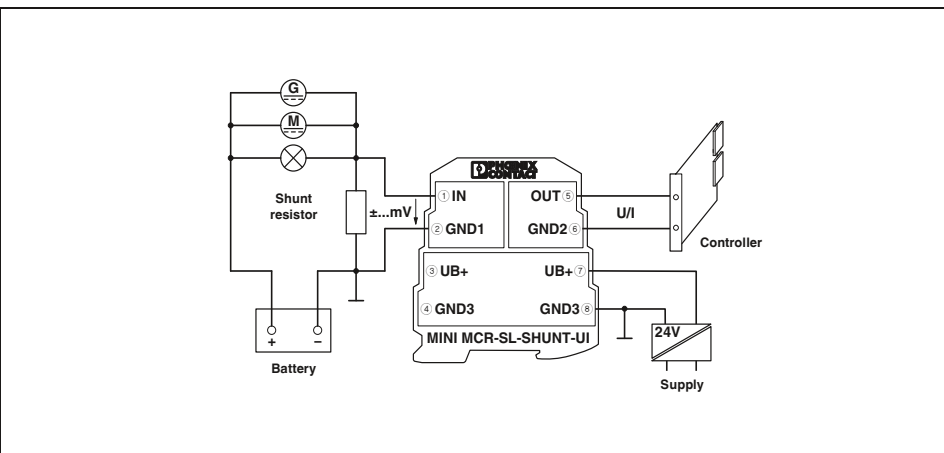 G
M
PHOENIX
CONTACT
Shunt
resistor
±...mV
① IN
OUT ⑤
U/I
② GND1
GND2 ⑥
Controller
③ UB+
UB+ ⑦
④ GND3
GND3 ⑧
24V
MINI MCR-SL-SHUNT-UI
+ −
Battery
Supply